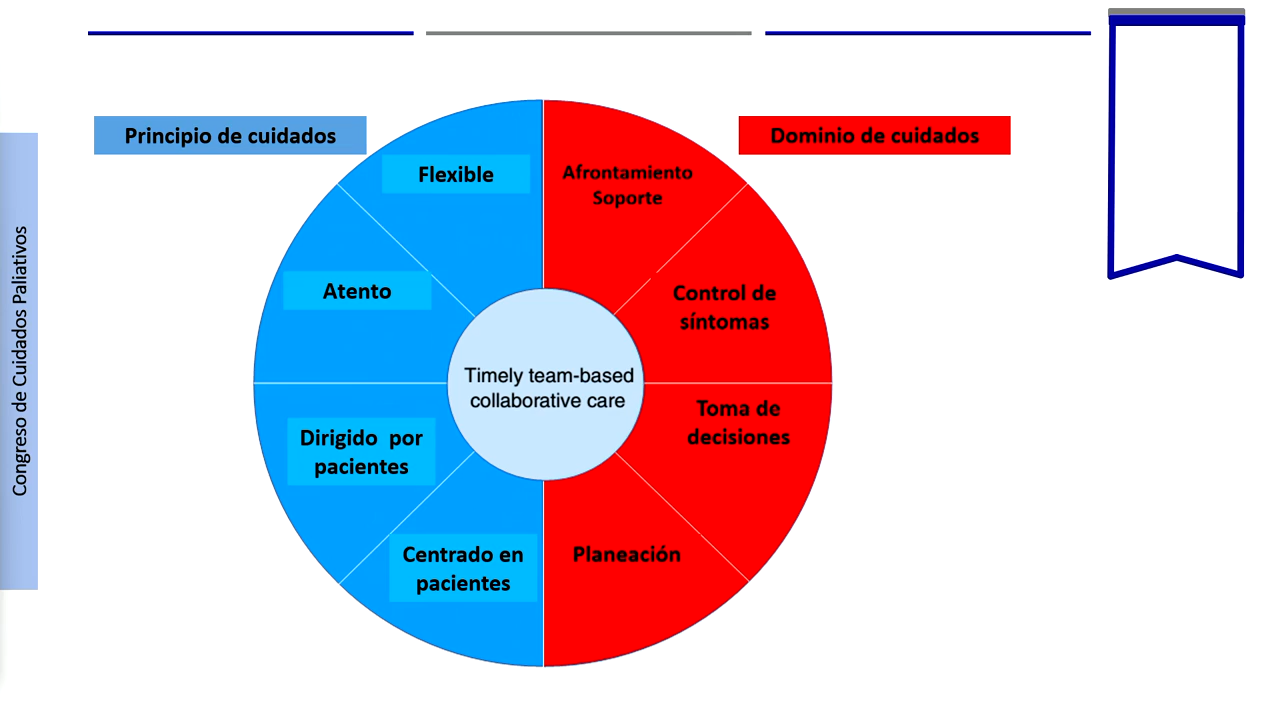 Principio de cuidados
Dominio de cuidados
Flexible
Afrontamiento
Soporte
Atento
Control de
síntomas
Timely team-based
collaborative care
Toma de
decisiones
Dirigido por
pacientes
Centrado en
pacientes
Planeación
Congreso de Cuidados Paliativos